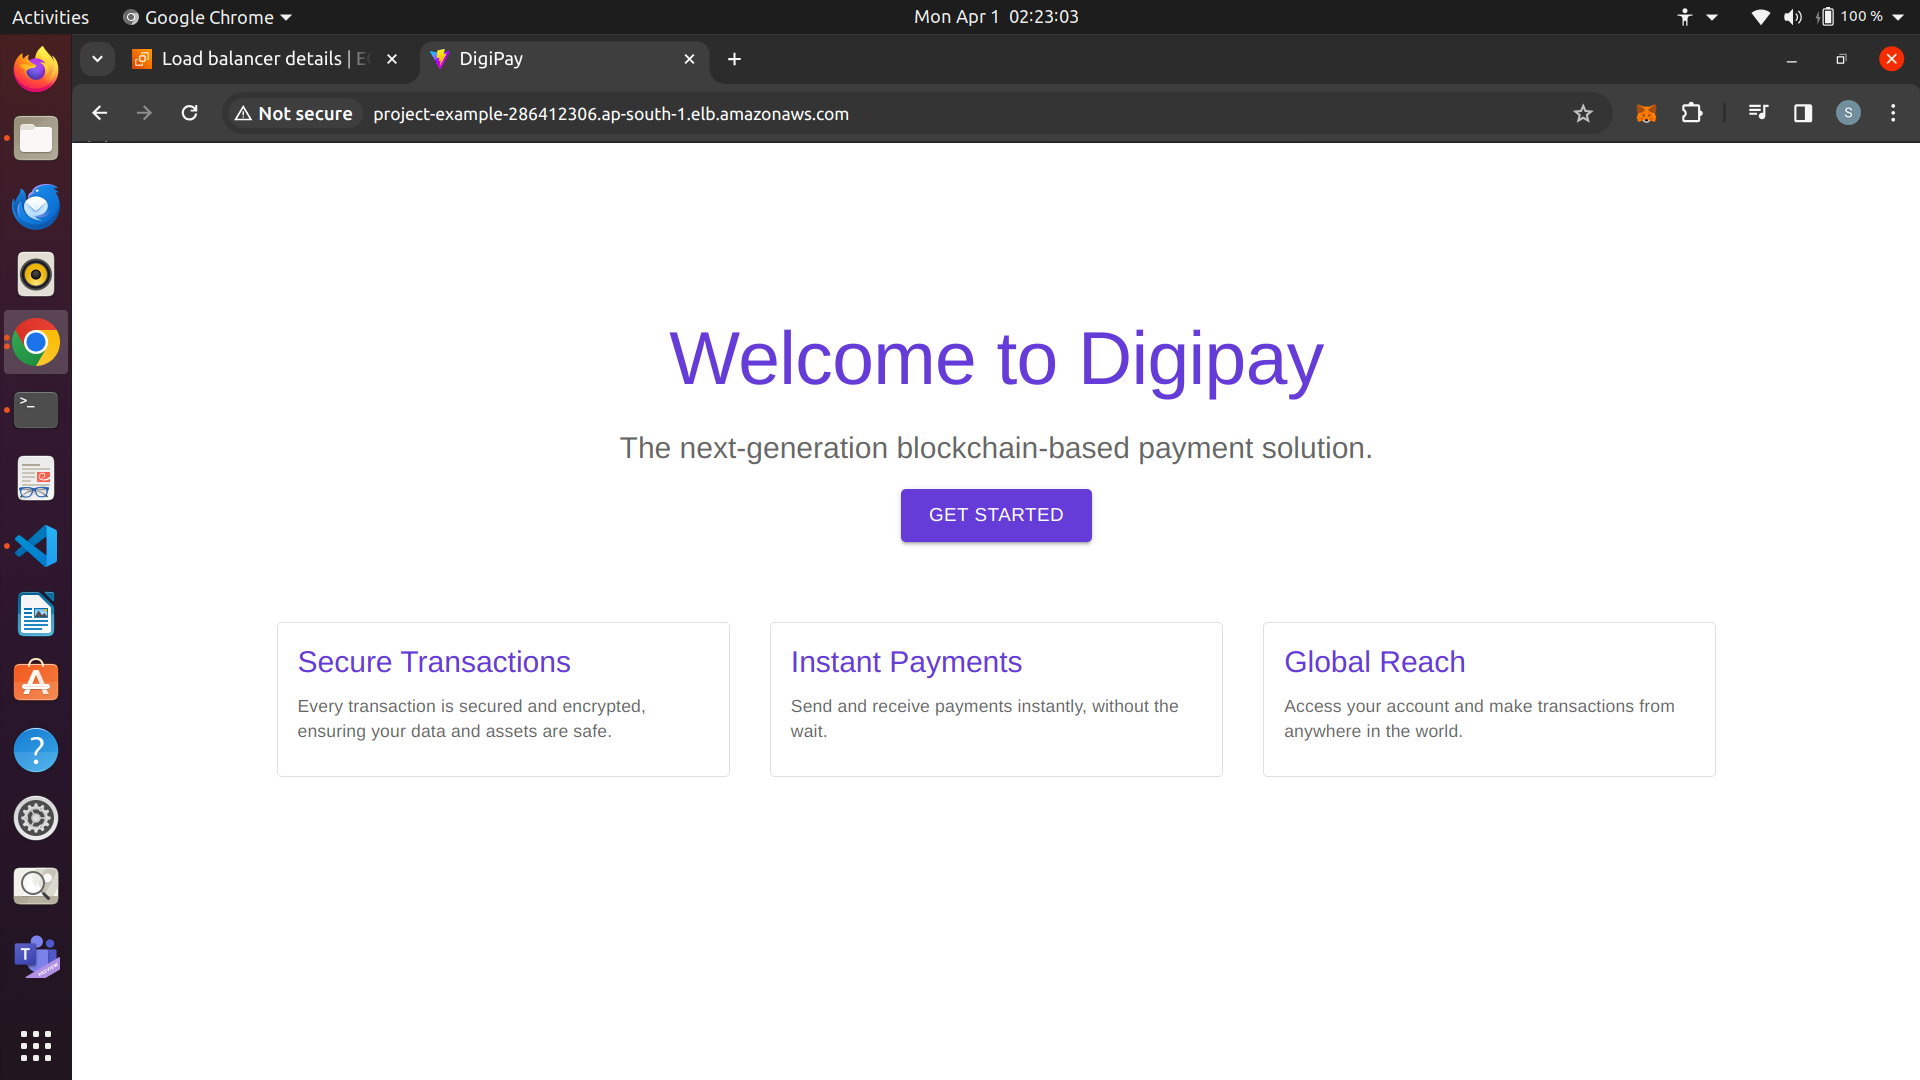 Activities
Google Chrome
Mon Apr 1 02:23:03
100 %
Load balancer details | EC
DigiPay
Not secure
project-example-286412306.ap-south-1.elb.amazonaws.com
S
Welcome to Digipay
The next-generation blockchain-based payment solution.
GET STARTED
Secure Transactions
Every transaction is secured and encrypted,
ensuring your data and assets are safe.
Instant Payments
Send and receive payments instantly, without the
wait.
Global Reach
Access your account and make transactions from
anywhere in the world.